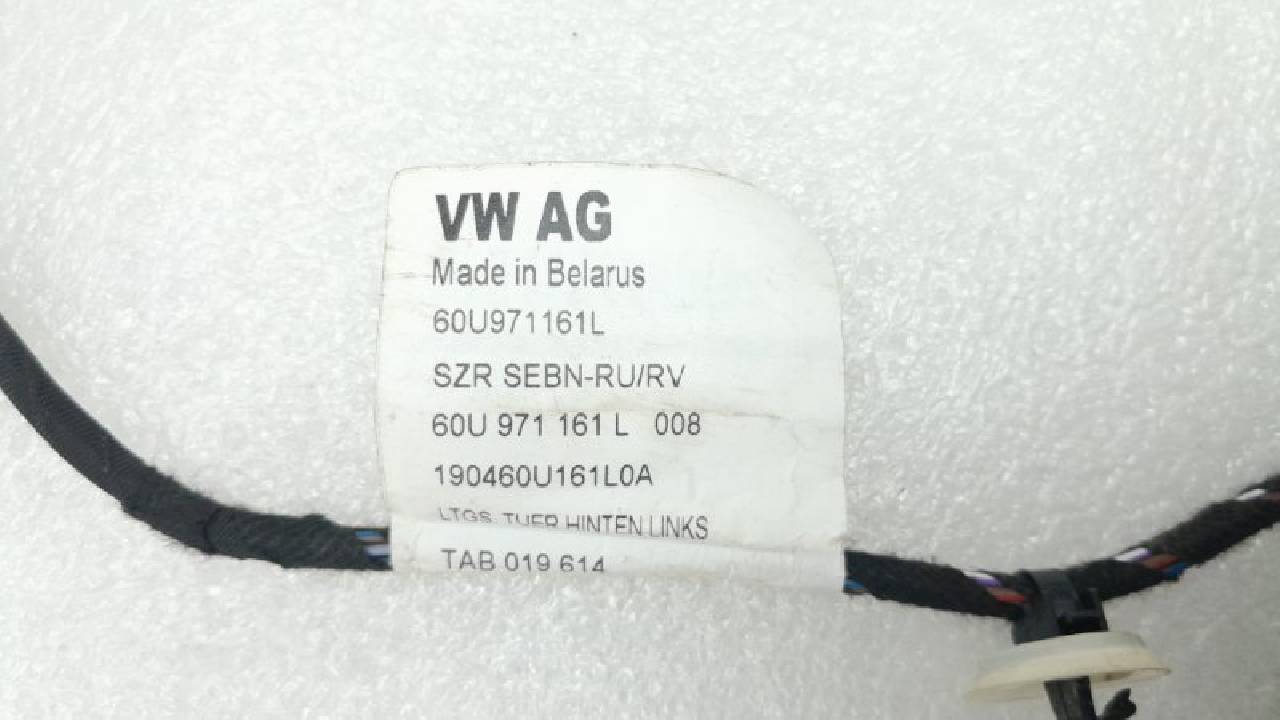 VW AG
Made in Belarus
60U971161L
SZR SEBN-RU/RV
60U 971 161 L 008
190460U161L0A
LTGS. TUER HINTEN LINKS
TAB 019 614